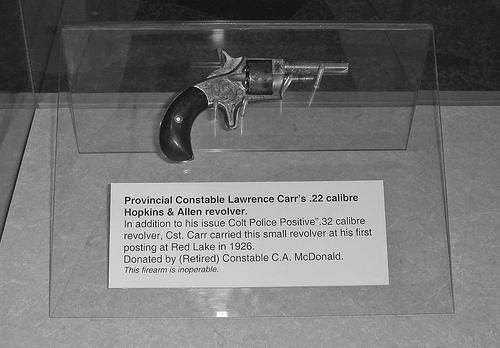 Provincial Constable Lawrence Carr's .22 calibre
Hopkins & Allen revolver.
In addition to his issue Colt Police Positive".32 calibre
revolver, Cst. Carr carried this small revolver at his first
posting at Red Lake in 1926.
Donated by (Retired) Constable C.A. McDonald.
This firearm is inoperable.